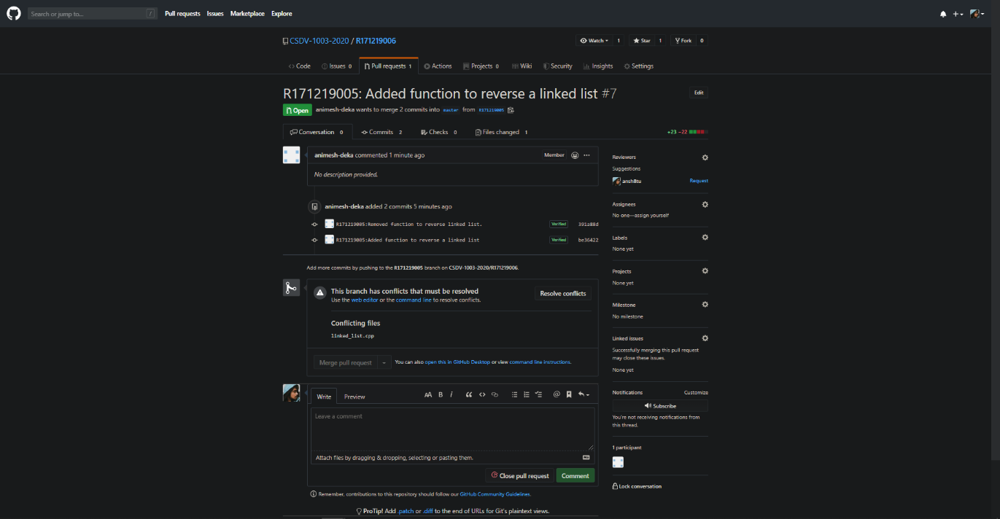 Search or jump to... /
Pull requests Issues Marketplace Explore
CSDV-1003-2020 / R171219006
Watch 1 Star 1 Fork 0
Code Issues 0 Pull requests 1 Actions Projects 0 Wiki Security Insights Settings
R171219005: Added function to reverse a linked list #7
Edit
Open animesh-deka wants to merge 2 commits into master from R171219005
Conversation 0 Commits 2 Checks 0 Files changed 1 +23 −22
animesh-deka commented 1 minute ago Member
No description provided.
animesh-deka added 2 commits 5 minutes ago
R171219005:Removed function to reverse linked list. Verified 391a88d
R171219005:Added function to reverse a linked list Verified be36422
Add more commits by pushing to the R171219005 branch on CSDV-1003-2020/R171219006.
This branch has conflicts that must be resolved
Use the web editor or the command line to resolve conflicts.
Resolve conflicts
Conflicting files
linked_list.cpp
Merge pull request You can also open this in GitHub Desktop or view command line instructions.
Write Preview
Leave a comment
Attach files by dragging & dropping, selecting or pasting them.
Close pull request Comment
Remember, contributions to this repository should follow our GitHub Community Guidelines.
ProTip! Add .patch or .diff to the end of URLs for Git's plaintext views.
Reviewers
Suggestions
ansh8tu Request
Assignees
No one—assign yourself
Labels
None yet
Projects
None yet
Milestone
No milestone
Linked issues
Successfully merging this pull request
may close these issues.
None yet
Notifications Customize
Subscribe
You're not receiving notifications from
this thread.
1 participant
Lock conversation